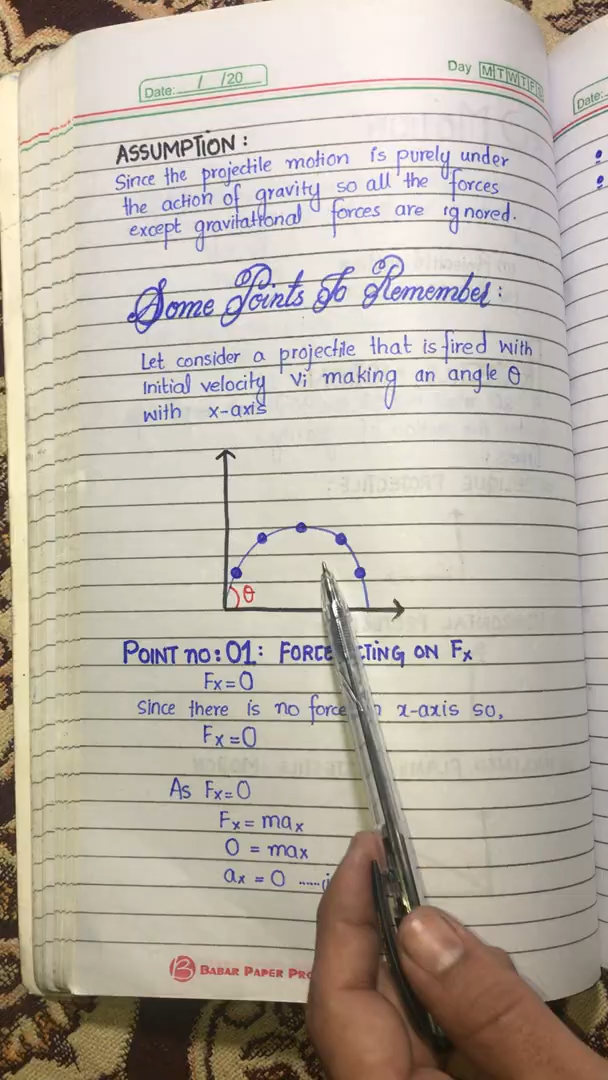 Date: / /20
Day M T W T F S
Date:
ASSUMPTION:
Since the projectile motion is purely under
the action of gravity so all the forces
except gravitational forces are ignored.
Some Points To Remember:
Let consider a projectile that is fired with
initial velocity Vi making an angle θ
with x-axis
θ
POINT no: 01: FORCE ON Fx
Fx=0
Since there is no force x-axis so,
Fx=0
As Fx=0
Fx = max
0 = max
ax = 0 ......i
B BABAR PAPER